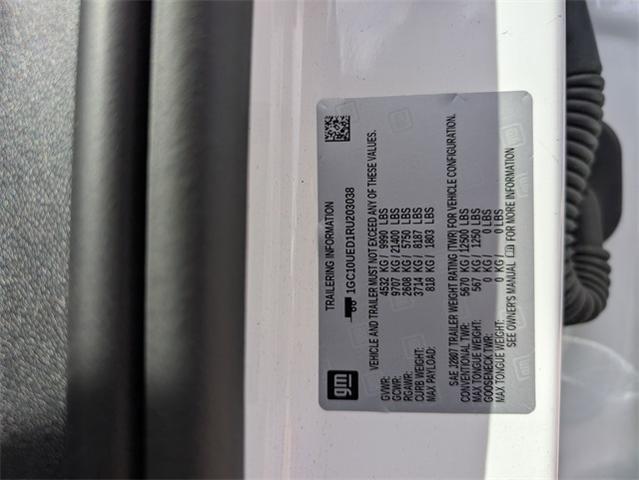 gm
TRAILERING INFORMATION
1GC10UED1RU203038
VEHICLE AND TRAILER MUST NOT EXCEED ANY OF THESE VALUES.
GVWR: 4532 KG / 9990 LBS
GCWR: 9707 KG / 21400 LBS
RGAWR: 2608 KG / 5750 LBS
CURB WEIGHT: 3714 KG / 8187 LBS
MAX PAYLOAD: 818 KG / 1803 LBS
SAE J2807 TRAILER WEIGHT RATING (TWR) FOR VEHICLE CONFIGURATION.
CONVENTIONAL TWR: 5670 KG / 12500 LBS
MAX TONGUE WEIGHT: 567 KG / 1250 LBS
GOOSENECK TWR: 0 KG / 0 LBS
MAX TONGUE WEIGHT: 0 KG / 0 LBS
SEE OWNER'S MANUAL FOR MORE INFORMATION